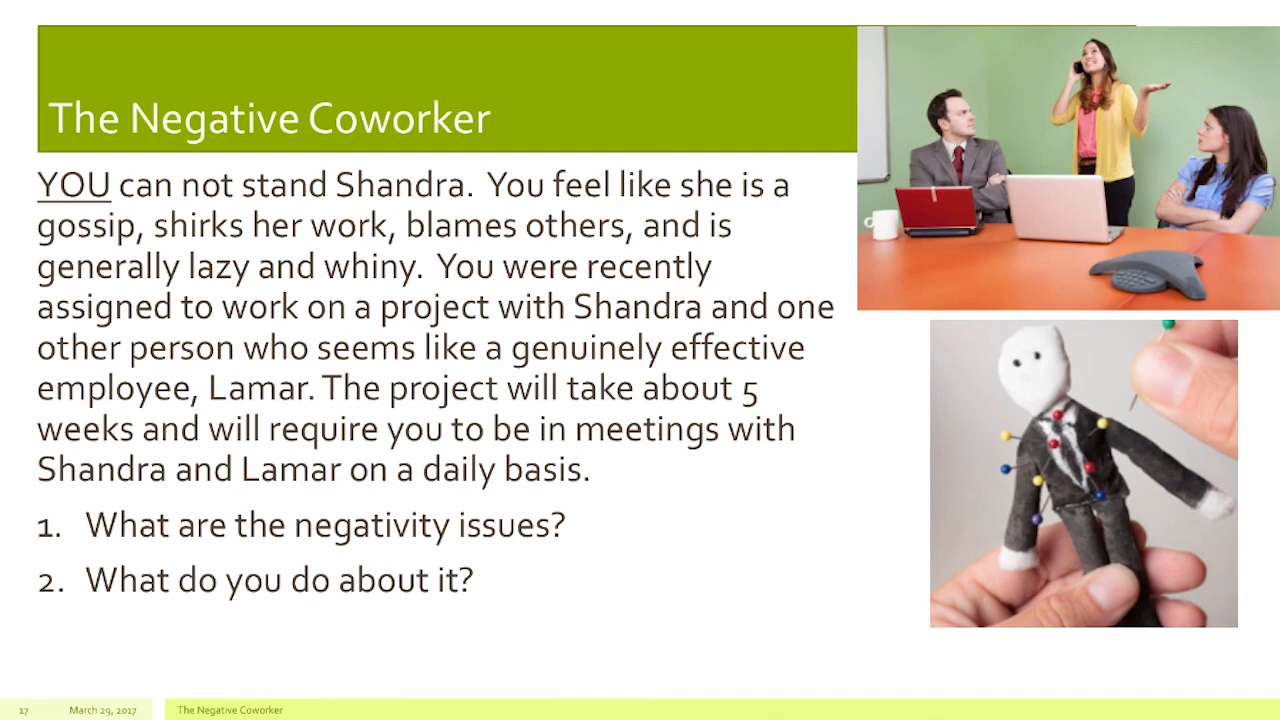 The Negative Coworker
YOU can not stand Shandra. You feel like she is a
gossip, shirks her work, blames others, and is
generally lazy and whiny. You were recently
assigned to work on a project with Shandra and one
other person who seems like a genuinely effective
employee, Lamar. The project will take about 5
weeks and will require you to be in meetings with
Shandra and Lamar on a daily basis.
1. What are the negativity issues?
2. What do you do about it?
17 March 29, 2017 The Negative Coworker